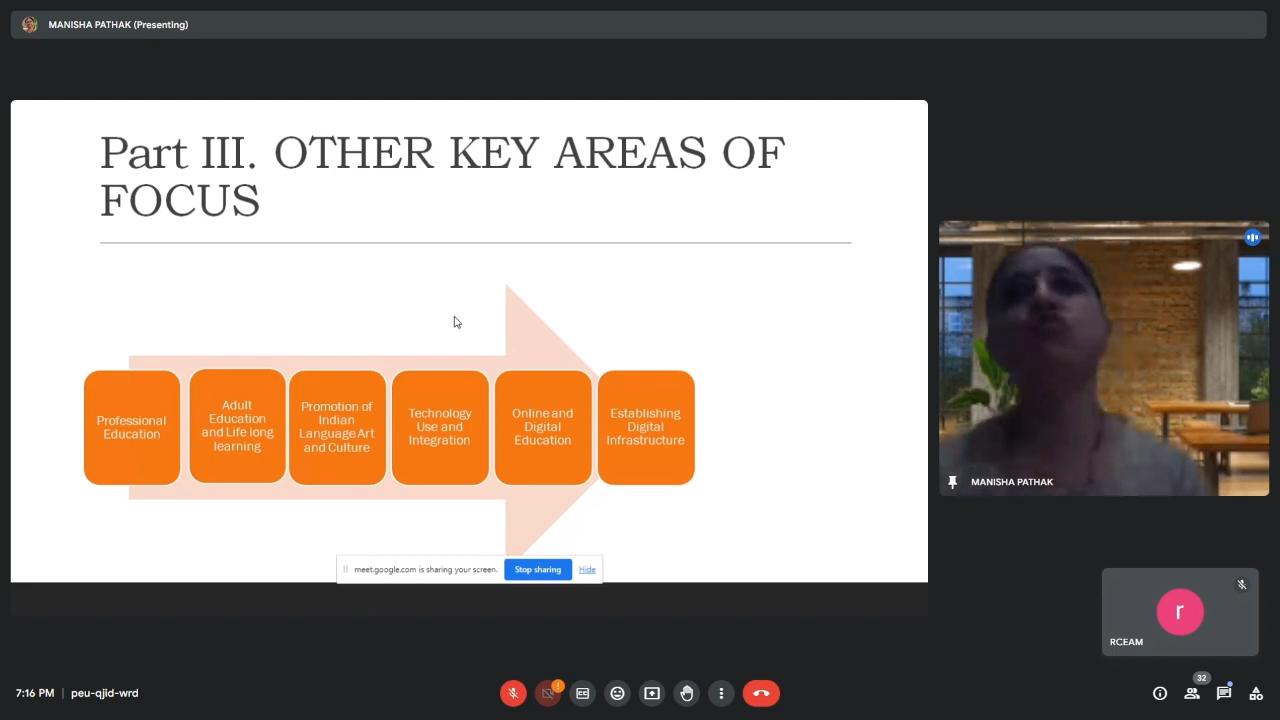 MANISHA PATHAK (Presenting)
Part III. OTHER KEY AREAS OF
FOCUS
Professional
Education
Adult
Education
and Life long
learning
Promotion of
Indian
Language Art
and Culture
Technology
Use and
Integration
Online and
Digital
Education
Establishing
Digital
Infrastructure
meet.google.com is sharing your screen.
Stop sharing
Hide
MANISHA PATHAK
r
RCEAM
7:16 PM | peu-qjid-wrd
!
CC
32